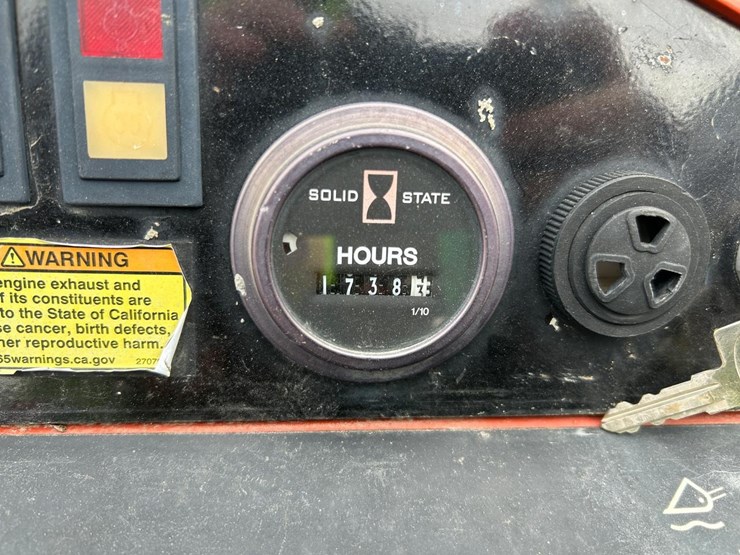 SOLID STATE
HOURS
1738
1/10
WARNING
engine exhaust and
f its constituents are
to the State of California
se cancer, birth defects,
her reproductive harm.
65warnings.ca.gov